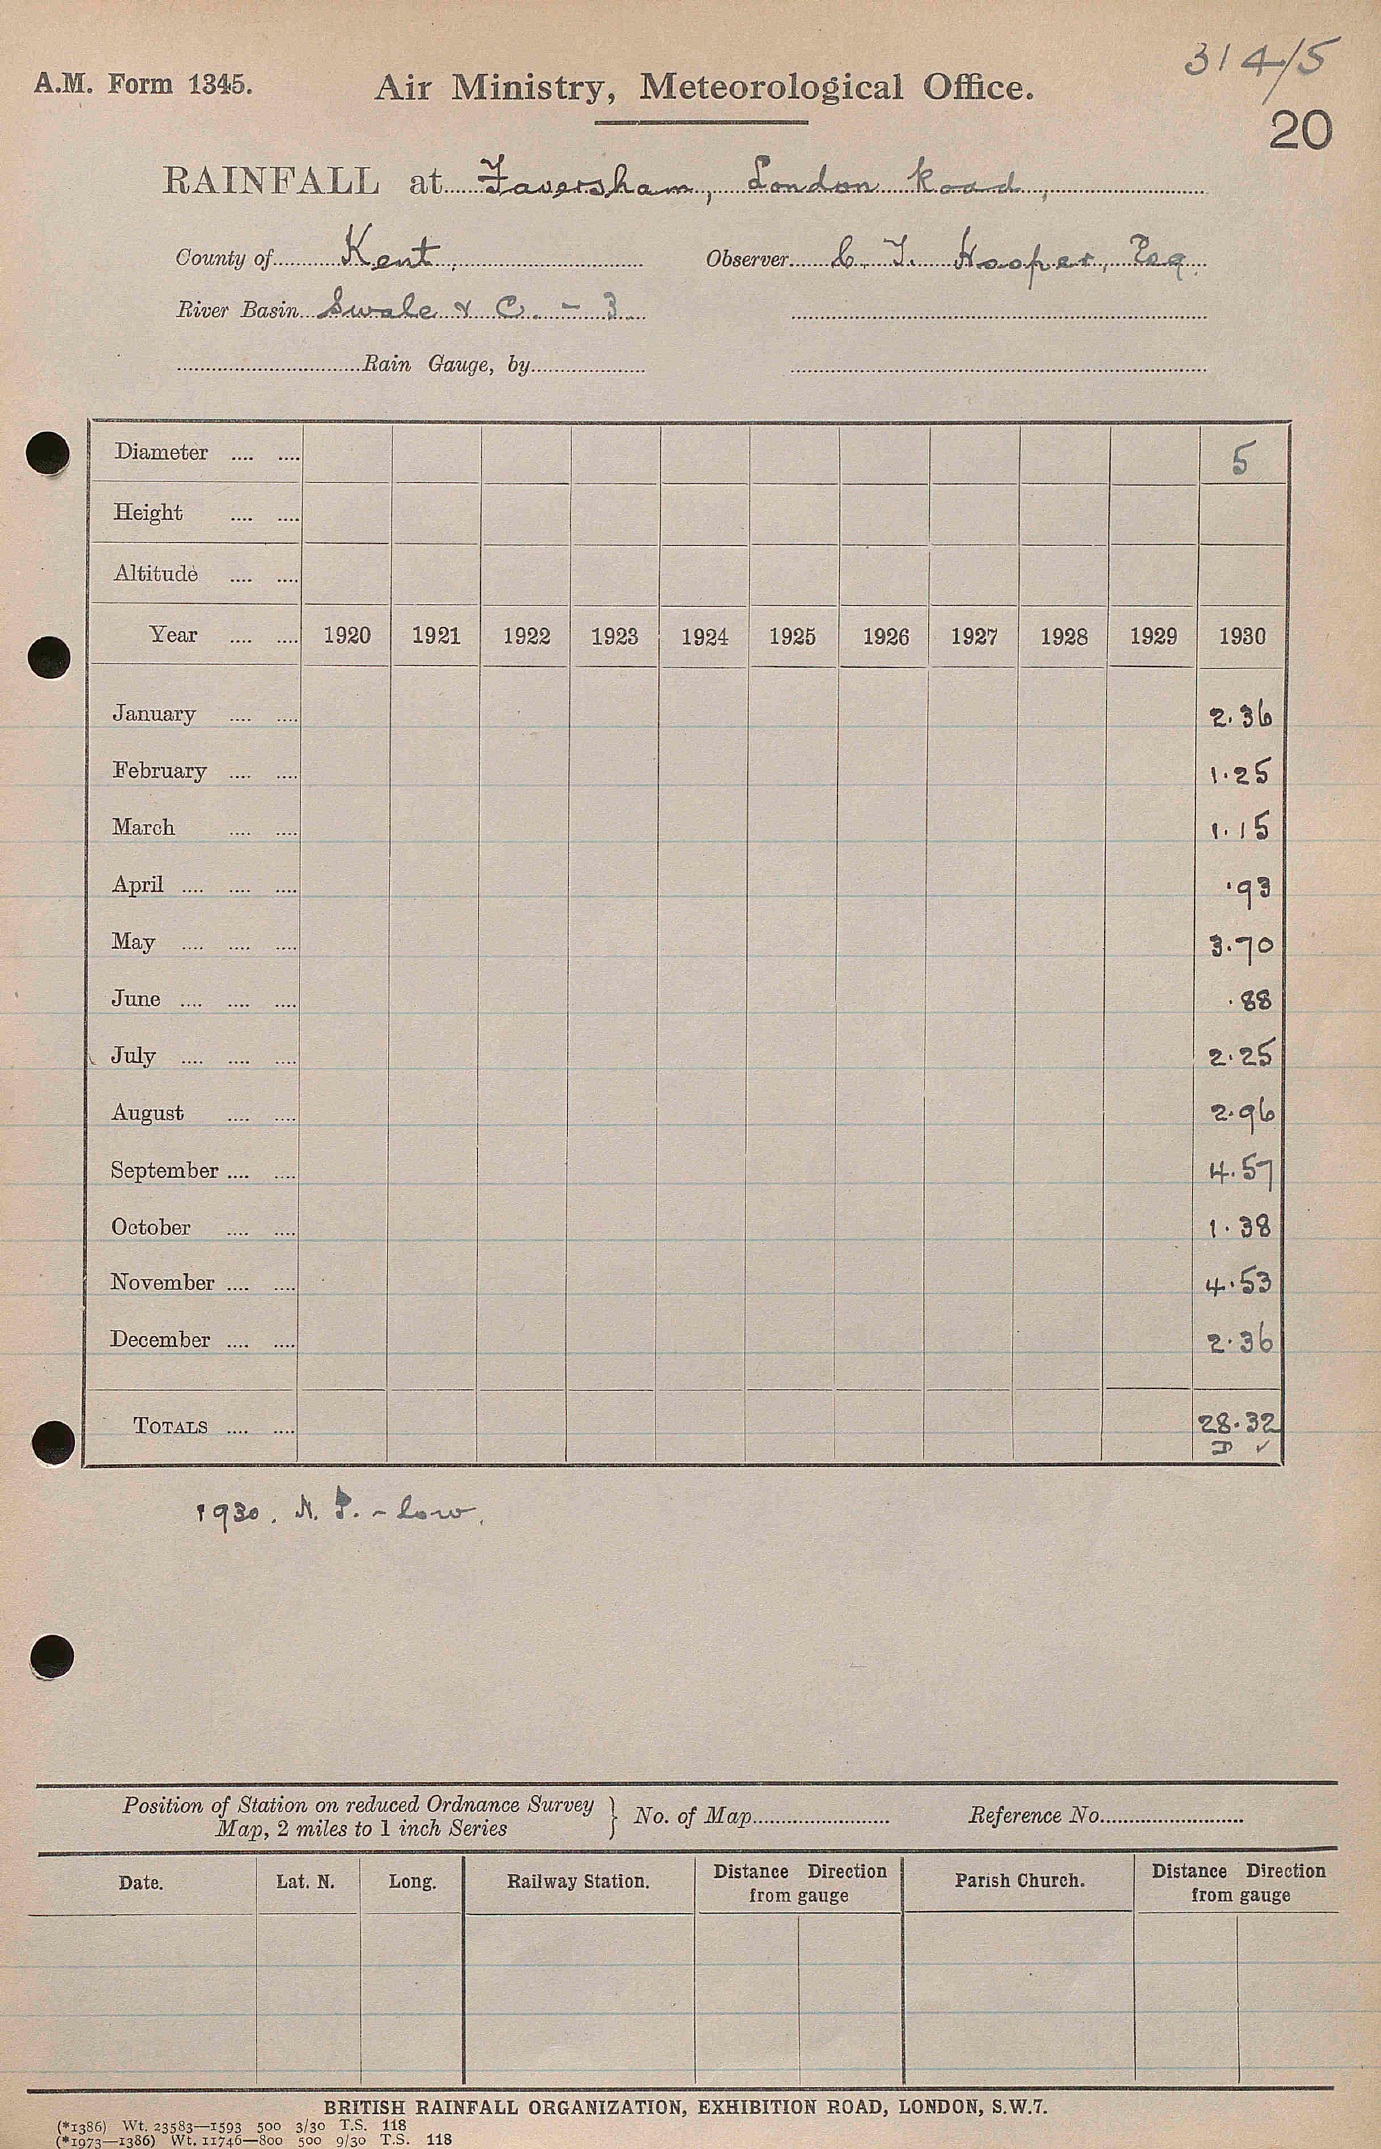 314/5
A.M. Form 1345. Air Ministry, Meteorological Office.
20
RAINFALL at Faversham, London Road,
County of Kent. Observer C. T. Hooper, Esq.
River Basin Swale & C. - 3
Rain Gauge, by
Diameter .... .... 5
Height .... ....
Altitude .... ....
Year .... .... 1920 1921 1922 1923 1924 1925 1926 1927 1928 1929 1930
January .... .... 2.36
February .... .... 1.25
March .... .... 1.15
April .... .... .... .93
May .... .... .... 3.70
June .... .... .... .88
July .... .... .... 2.25
August .... .... 2.96
September .... .... 4.57
October .... .... 1.38
November .... .... 4.53
December .... .... 2.36
TOTALS .... .... 28.32
✓
1930. N. P. - low.
Position of Station on reduced Ordnance Survey
Map, 2 miles to 1 inch Series } No. of Map Reference No.
Date. Lat. N. Long. Railway Station. Distance Direction from gauge Parish Church. Distance Direction from gauge
BRITISH RAINFALL ORGANIZATION, EXHIBITION ROAD, LONDON, S.W.7.
(*1386) Wt. 23583—1593 500 3/30 T.S. 118
(*1973—1386) Wt. 11746—800 500 9/30 T.S. 118